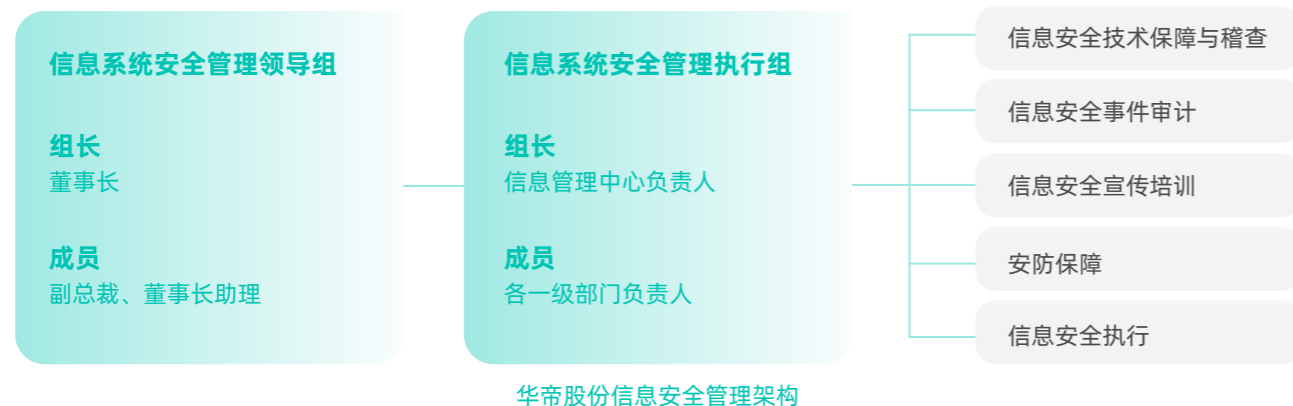 信息系统安全管理领导组
组长
董事长
成员
副总裁、董事长助理
信息系统安全管理执行组
组长
信息管理中心负责人
成员
各一级部门负责人
信息安全技术保障与稽查
信息安全事件审计
信息安全宣传培训
安防保障
信息安全执行
华帝股份信息安全管理架构